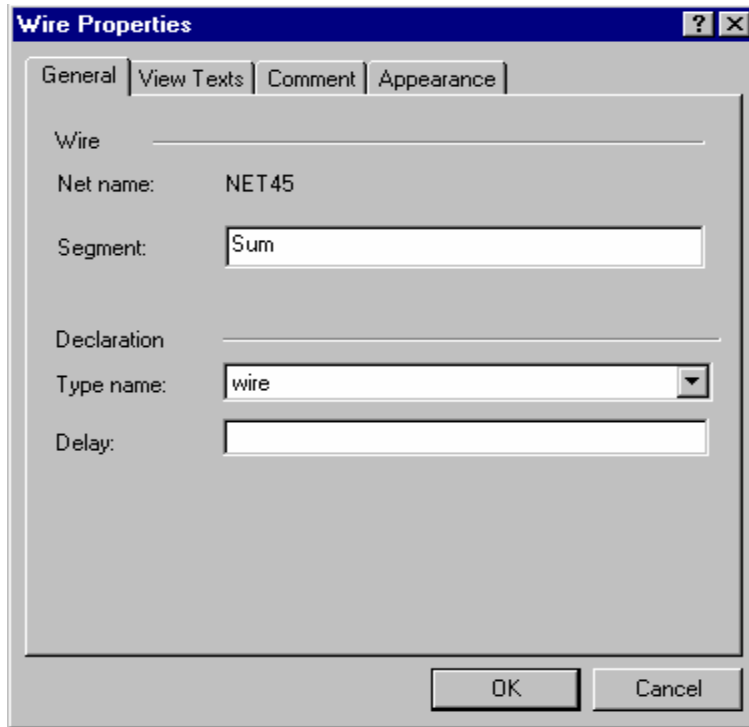 Wire Properties
General View Texts Comment Appearance
Wire
Net name: NET45
Segment: Sum
Declaration
Type name: wire
Delay:
OK Cancel